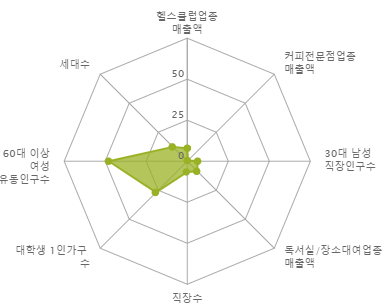 헬스클럽업종
매출액
커피전문점업종
매출액
세대수
50
25
0
60대 이상
여성
유동인구수
30대 남성
직장인구수
대학생 1인가구
수
독서실/장소대여업종
매출액
직장수